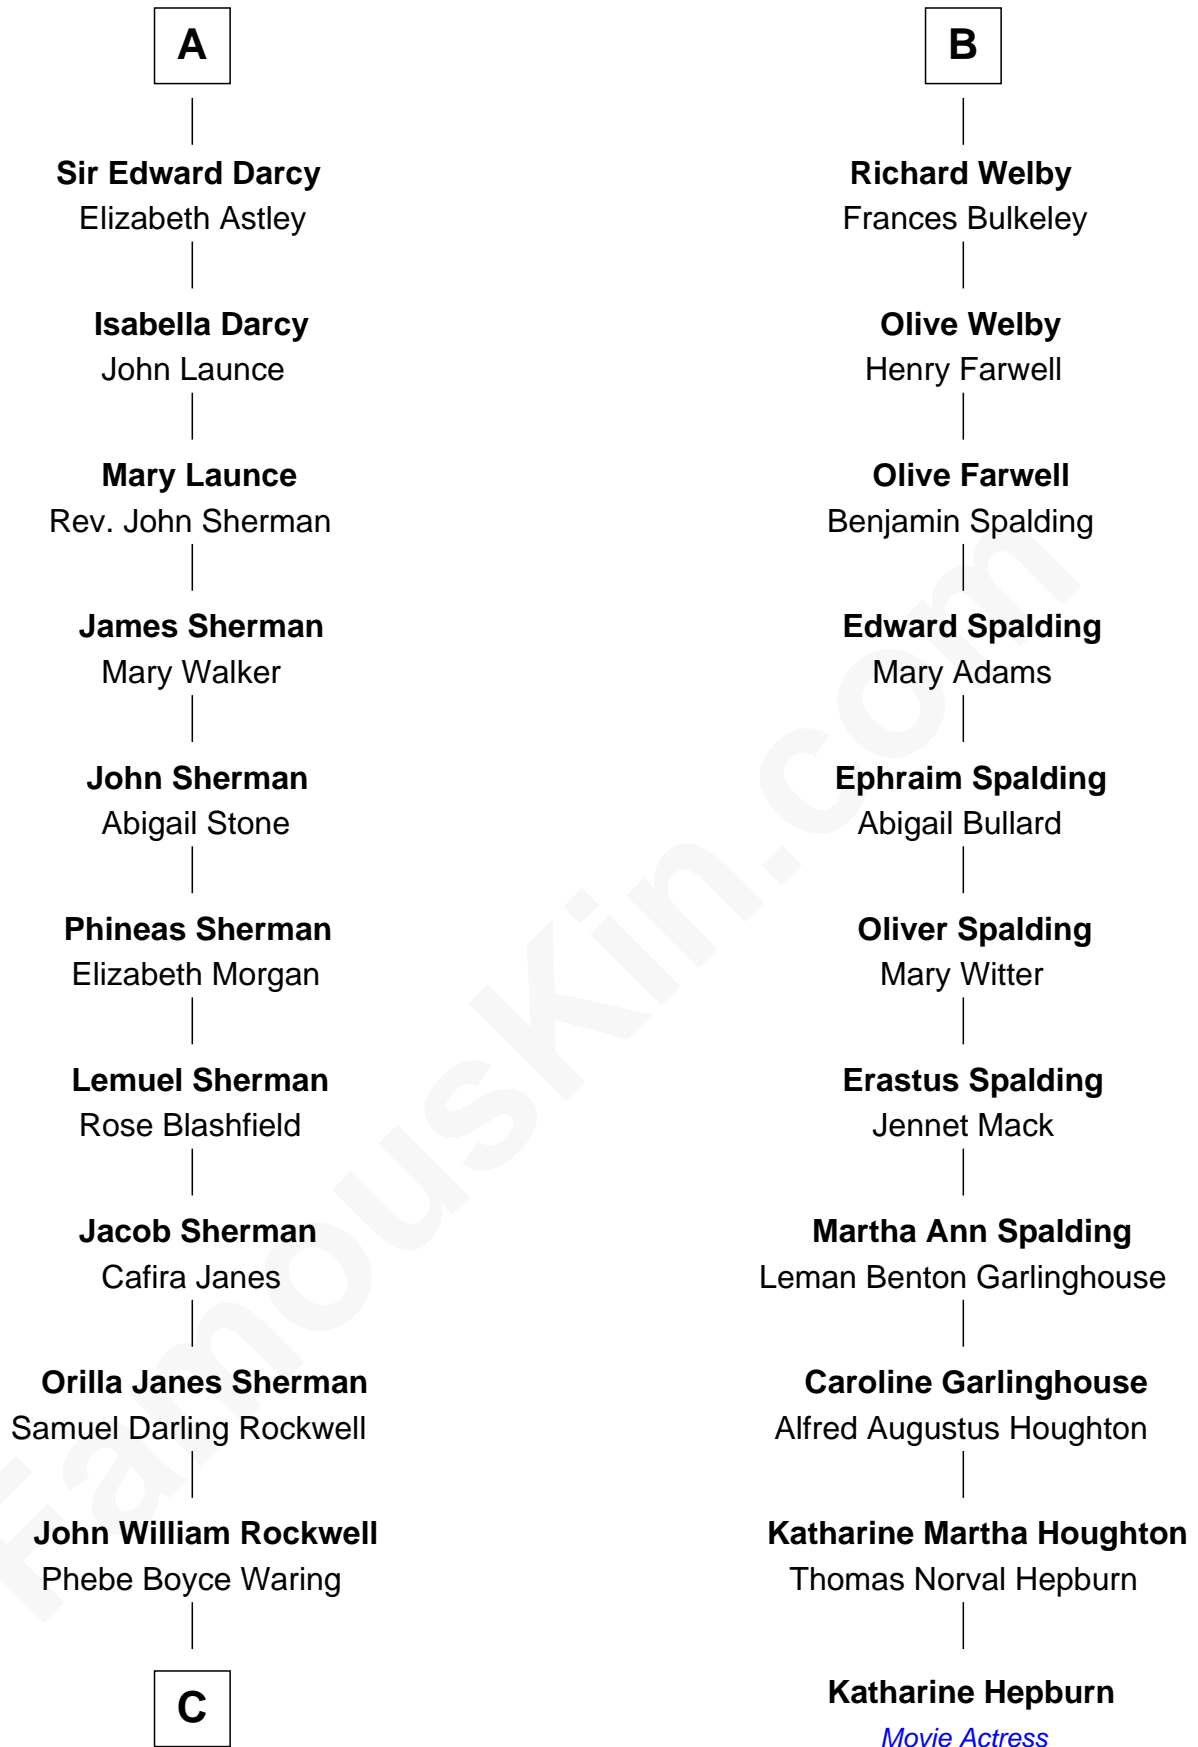 A
Sir Edward Darcy
Elizabeth Astley
Isabella Darcy
John Launce
Mary Launce
Rev. John Sherman
James Sherman
Mary Walker
John Sherman
Abigail Stone
Phineas Sherman
Elizabeth Morgan
Lemuel Sherman
Rose Blashfield
Jacob Sherman
Cafira Janes
Orilla Janes Sherman
Samuel Darling Rockwell
John William Rockwell
Phebe Boyce Waring
C
B
Richard Welby
Frances Bulkeley
Olive Welby
Henry Farwell
Olive Farwell
Benjamin Spalding
Edward Spalding
Mary Adams
Ephraim Spalding
Abigail Bullard
Oliver Spalding
Mary Witter
Erastus Spalding
Jennet Mack
Martha Ann Spalding
Leman Benton Garlinghouse
Caroline Garlinghouse
Alfred Augustus Houghton
Katharine Martha Houghton
Thomas Norval Hepburn
Katharine Hepburn
Movie Actress
FamousKin.com